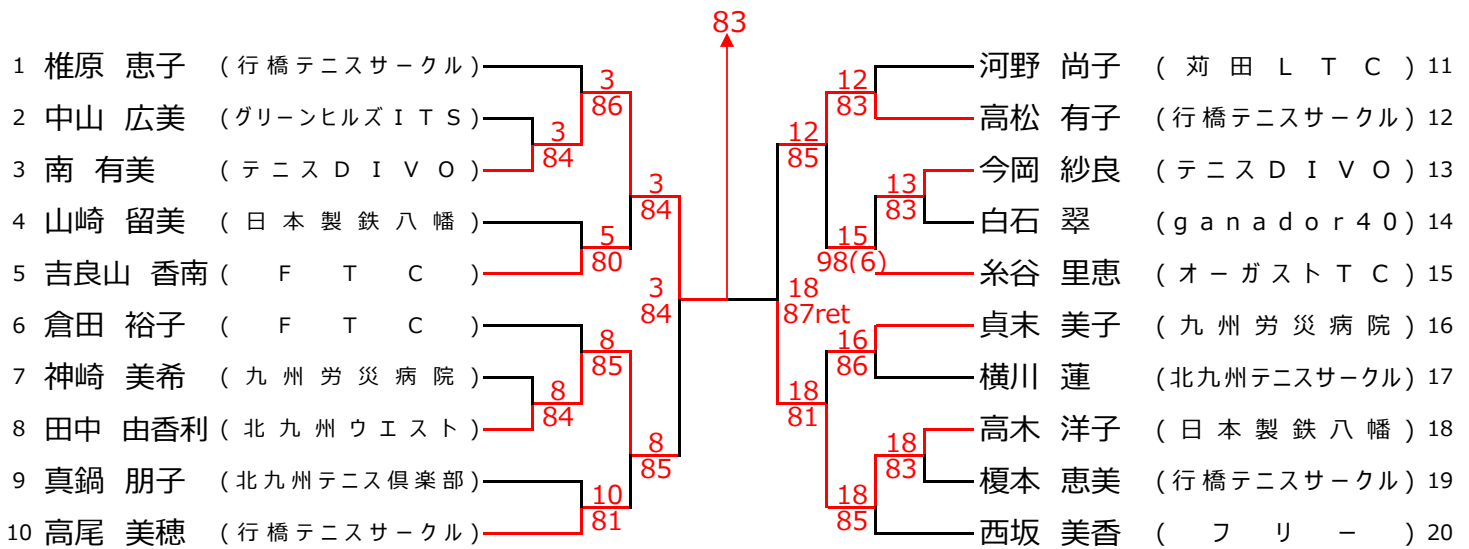 83
1 椎原 恵子 (行橋テニスサークル)
2 中山 広美 (グリーンヒルズITS)
3 南 有美 (テニスDIVO)
4 山崎 留美 (日本製鉄八幡)
5 吉良山 香南 (FTC)
6 倉田 裕子 (FTC)
7 神崎 美希 (九州労災病院)
8 田中 由香利 (北九州ウエスト)
9 真鍋 朋子 (北九州テニス倶楽部)
10 高尾 美穂 (行橋テニスサークル)
3
86
3
84
3
84
5
80
3
84
8
85
8
84
8
85
10
81
12
83
12
85
13
83
15
98(6)
18
87ret
16
86
18
81
18
83
18
85
河野 尚子 (苅田LTC) 11
高松 有子 (行橋テニスサークル) 12
今岡 紗良 (テニスDIVO) 13
白石 翠 (ganador40) 14
糸谷 里恵 (オーガストTC) 15
貞末 美子 (九州労災病院) 16
横川 蓮 (北九州テニスサークル) 17
高木 洋子 (日本製鉄八幡) 18
榎本 恵美 (行橋テニスサークル) 19
西坂 美香 (フリー) 20